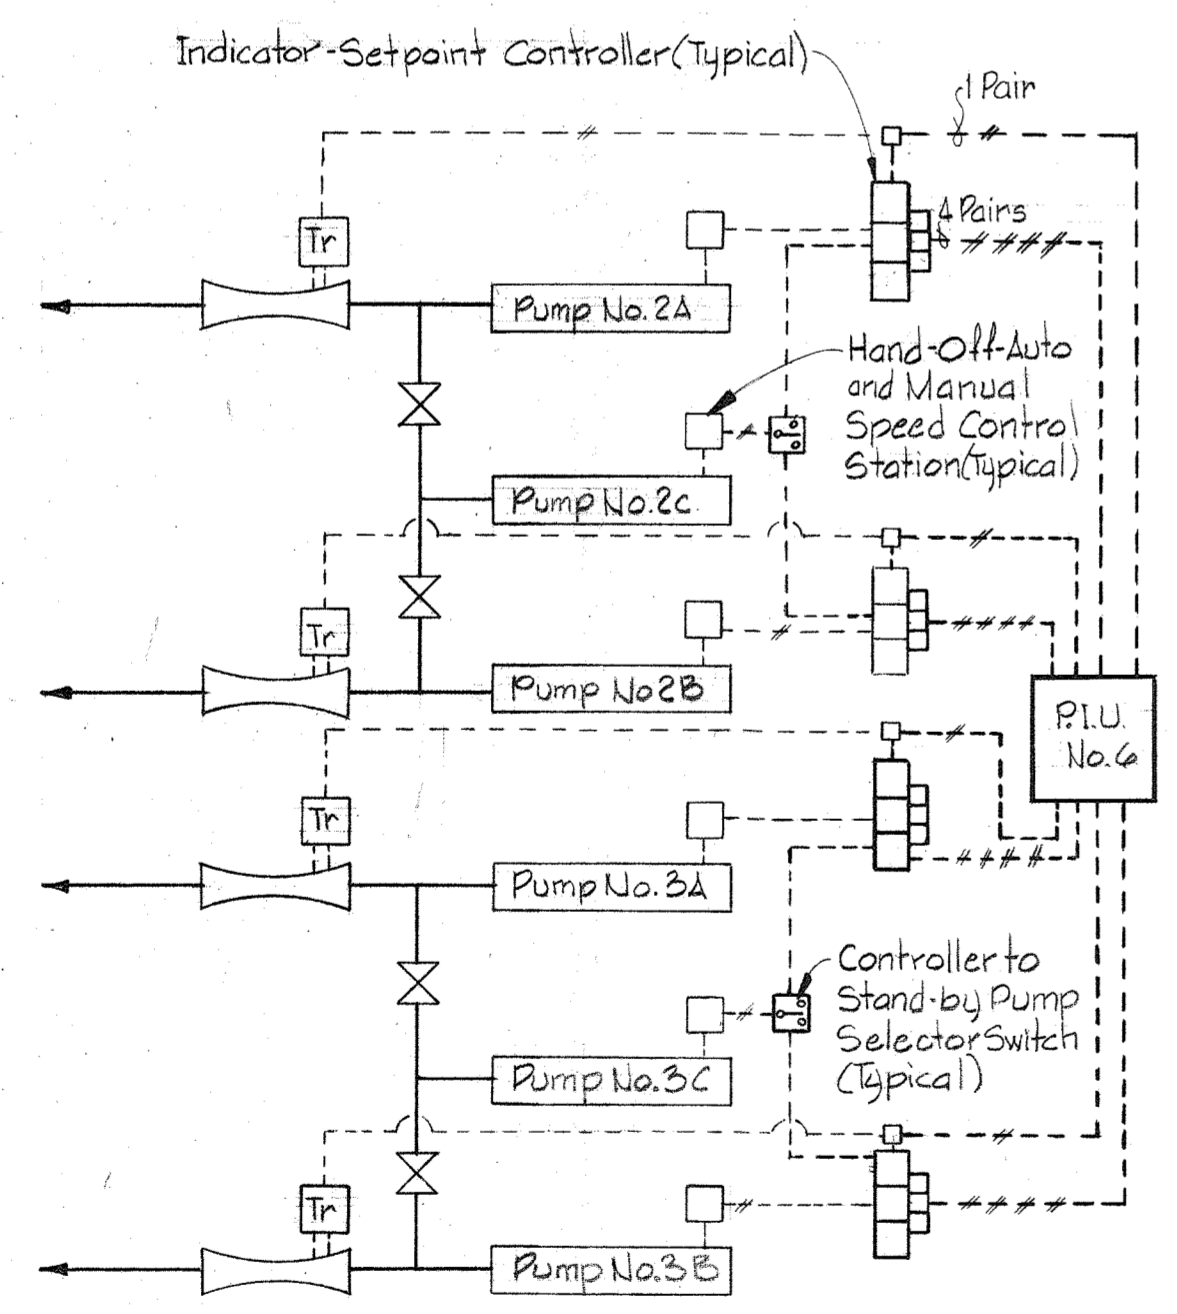 Indicator-Setpoint Controller(Typical)
1 Pair
Tr
4 Pairs
Pump No.2A
Hand-Off-Auto
and Manual
Speed Control
Station(Typical)
Pump No.2C
Tr
Pump No2B
P.I.U.
No.6
Tr
Pump No.3A
Controller to
Stand-by Pump
Selector Switch
(Typical)
Pump No.3C
Tr
Pump No.3B